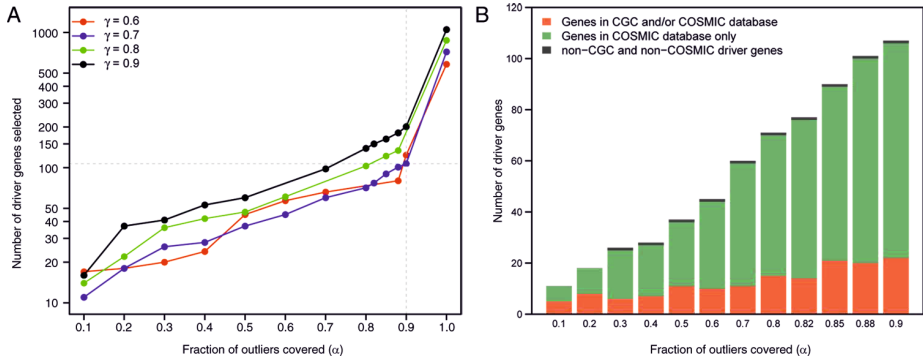 A
γ = 0.6
γ = 0.7
γ = 0.8
γ = 0.9
Number of driver genes selected
1000
500
400
300
200
150
100
50
40
30
20
10
0.1 0.2 0.3 0.4 0.5 0.6 0.7 0.8 0.9 1.0
Fraction of outliers covered (α)
B
Genes in CGC and/or COSMIC database
Genes in COSMIC database only
non−CGC and non−COSMIC driver genes
Number of driver genes
120
100
80
60
40
20
0
0.1 0.2 0.3 0.4 0.5 0.6 0.7 0.8 0.82 0.85 0.88 0.9
Fraction of outliers covered (α)